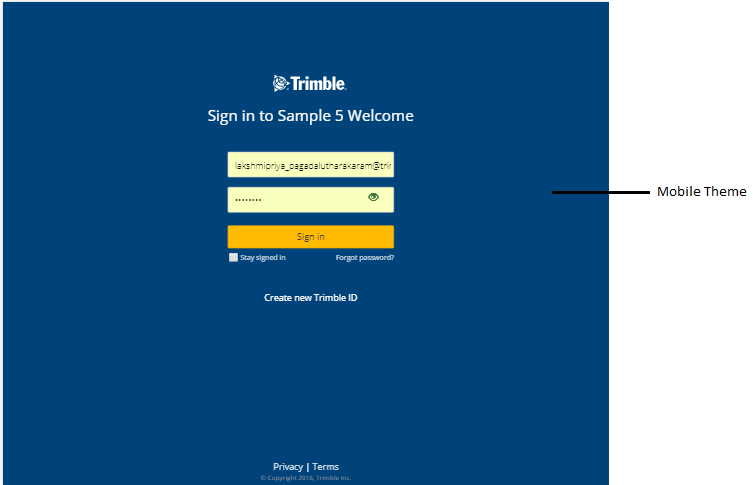 Trimble.
Sign in to Sample 5 Welcome
lakshmipriya_pagadalutharakaram@trir
••••••••
Mobile Theme
Sign in
Stay signed in Forgot password?
Create new Trimble ID
Privacy | Terms
© Copyright 2016, Trimble Inc.